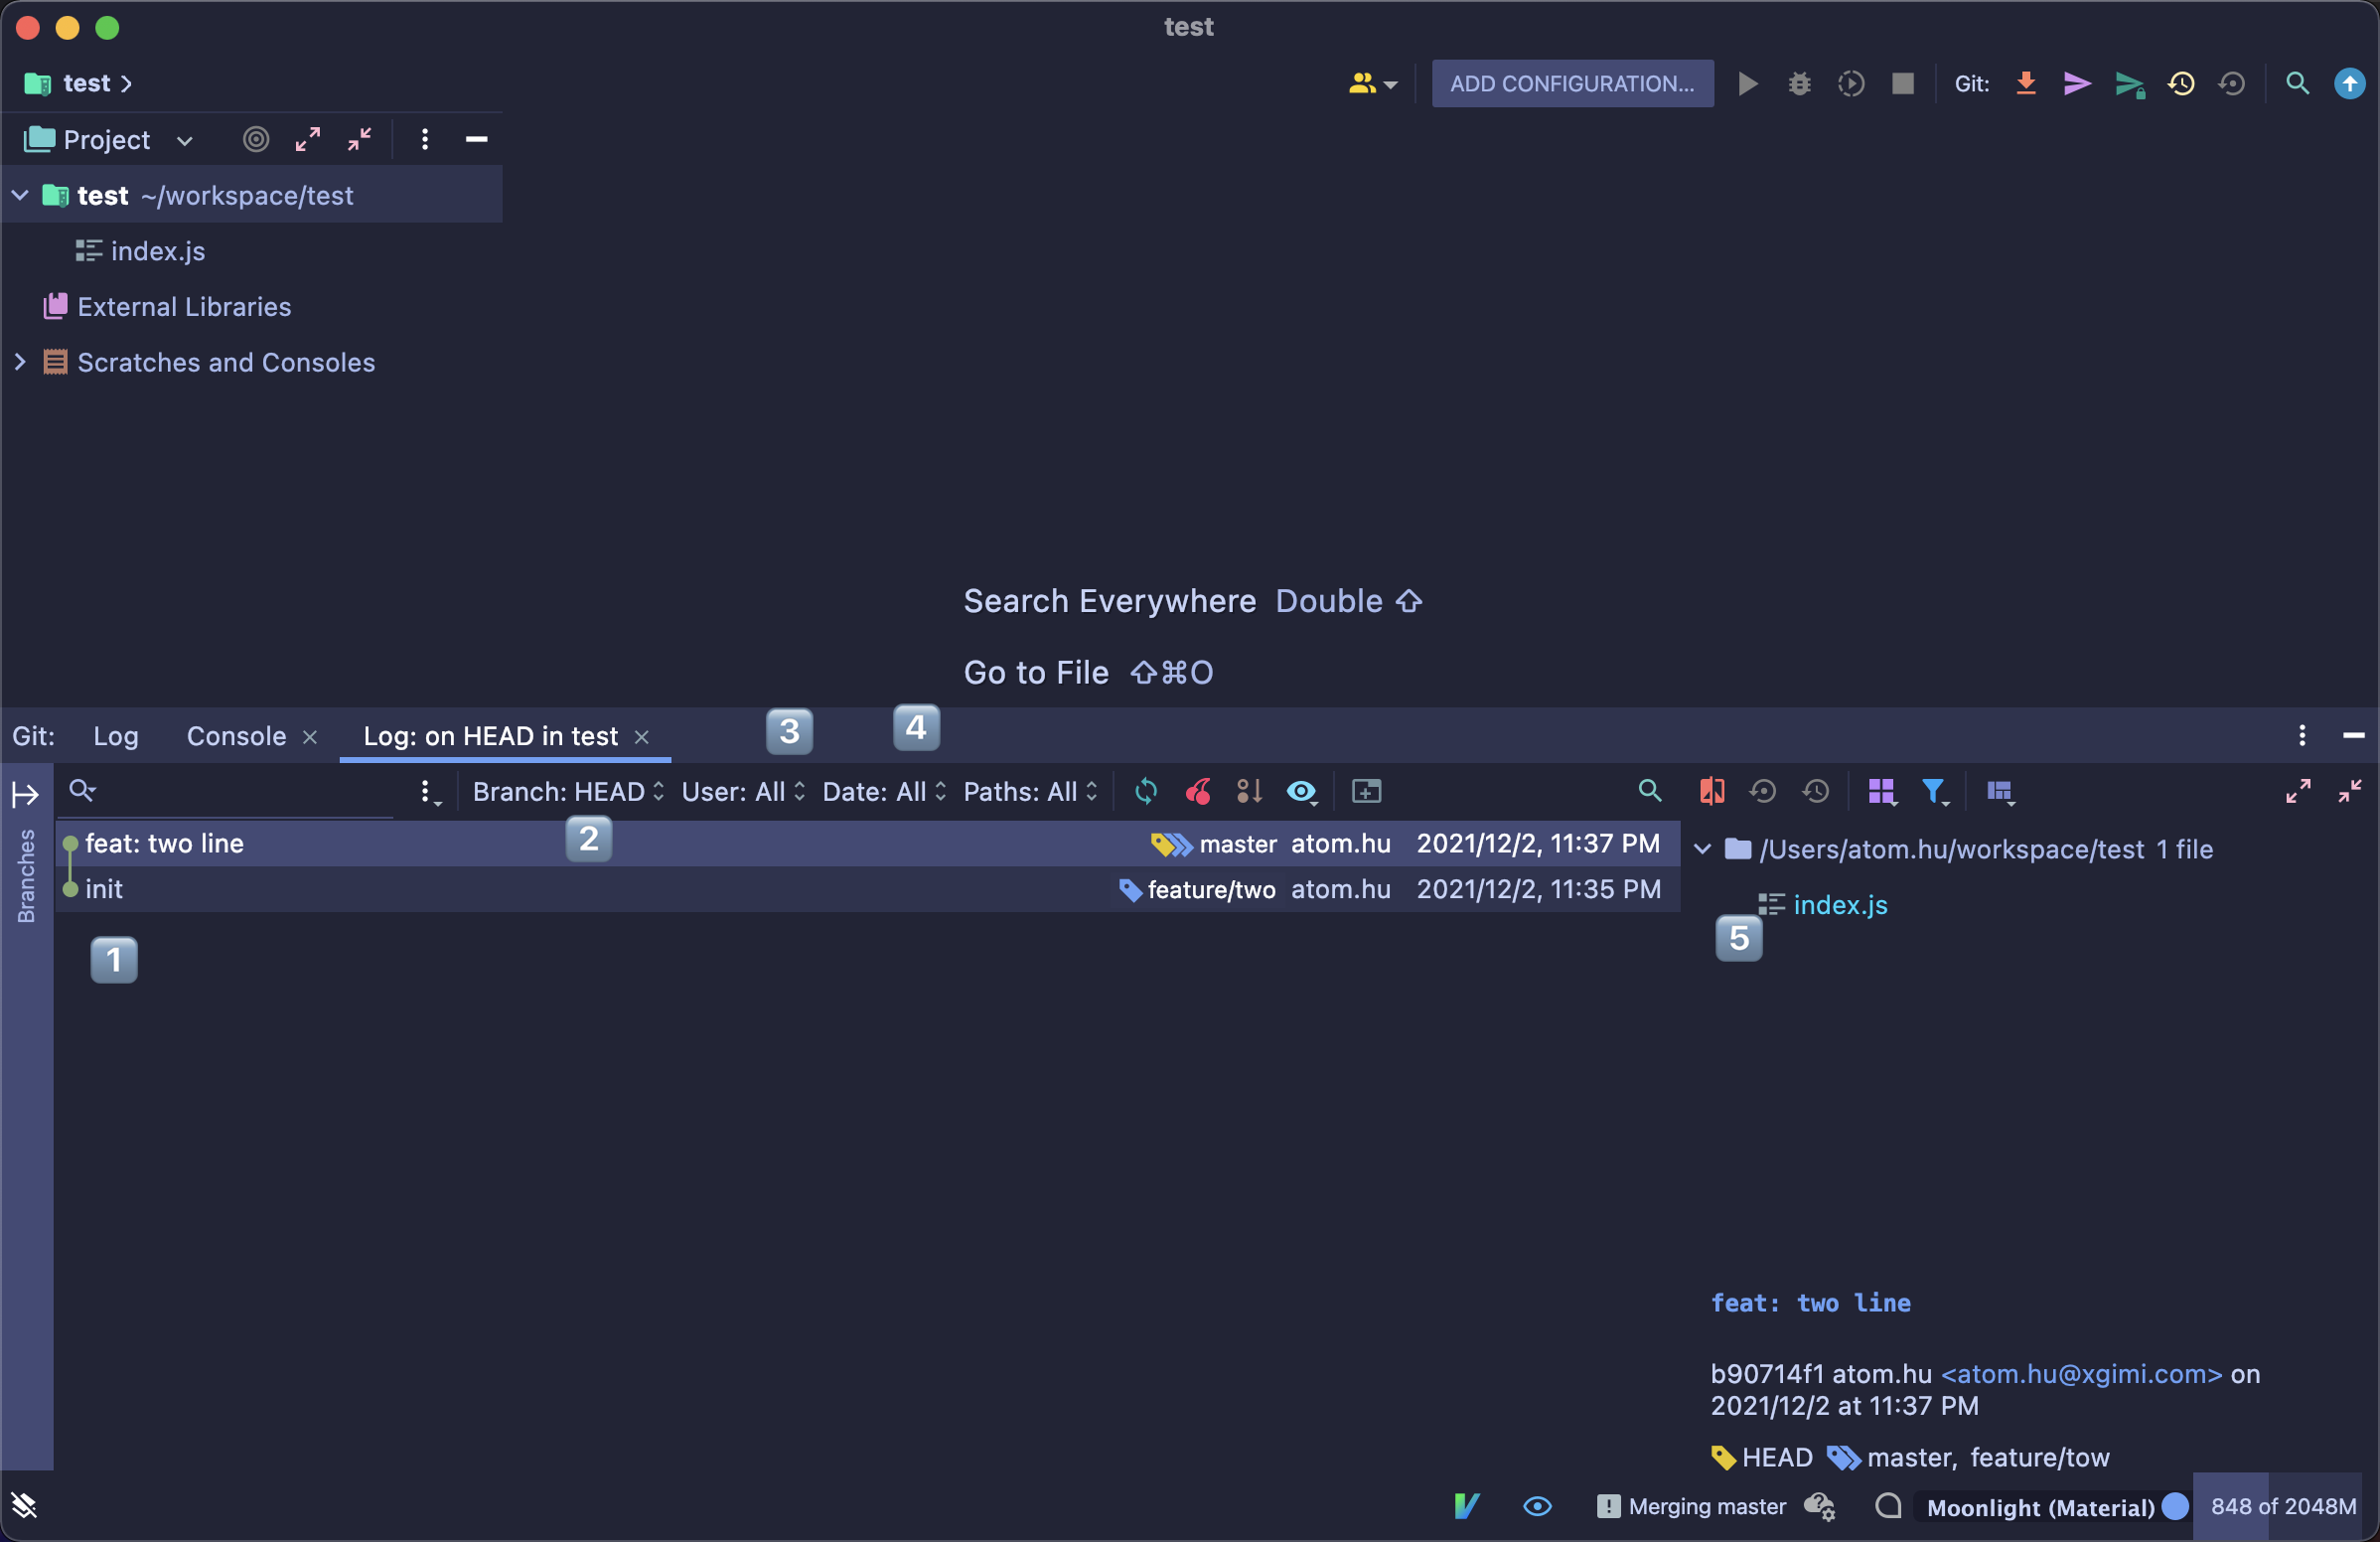 test
test
ADD CONFIGURATION...
Git:
Project
test ~/workspace/test
index.js
External Libraries
Scratches and Consoles
Search Everywhere Double ⇧
Go to File ⇧⌘O
Git: Log Console × Log: on HEAD in test × 3 4
Branch: HEAD User: All Date: All Paths: All
Branches
feat: two line 2 master atom.hu 2021/12/2, 11:37 PM
init feature/two atom.hu 2021/12/2, 11:35 PM
1
/Users/atom.hu/workspace/test 1 file
index.js
5
feat: two line
b90714f1 atom.hu <atom.hu@xgimi.com> on
2021/12/2 at 11:37 PM
HEAD master, feature/tow
Merging master Moonlight (Material) 848 of 2048M